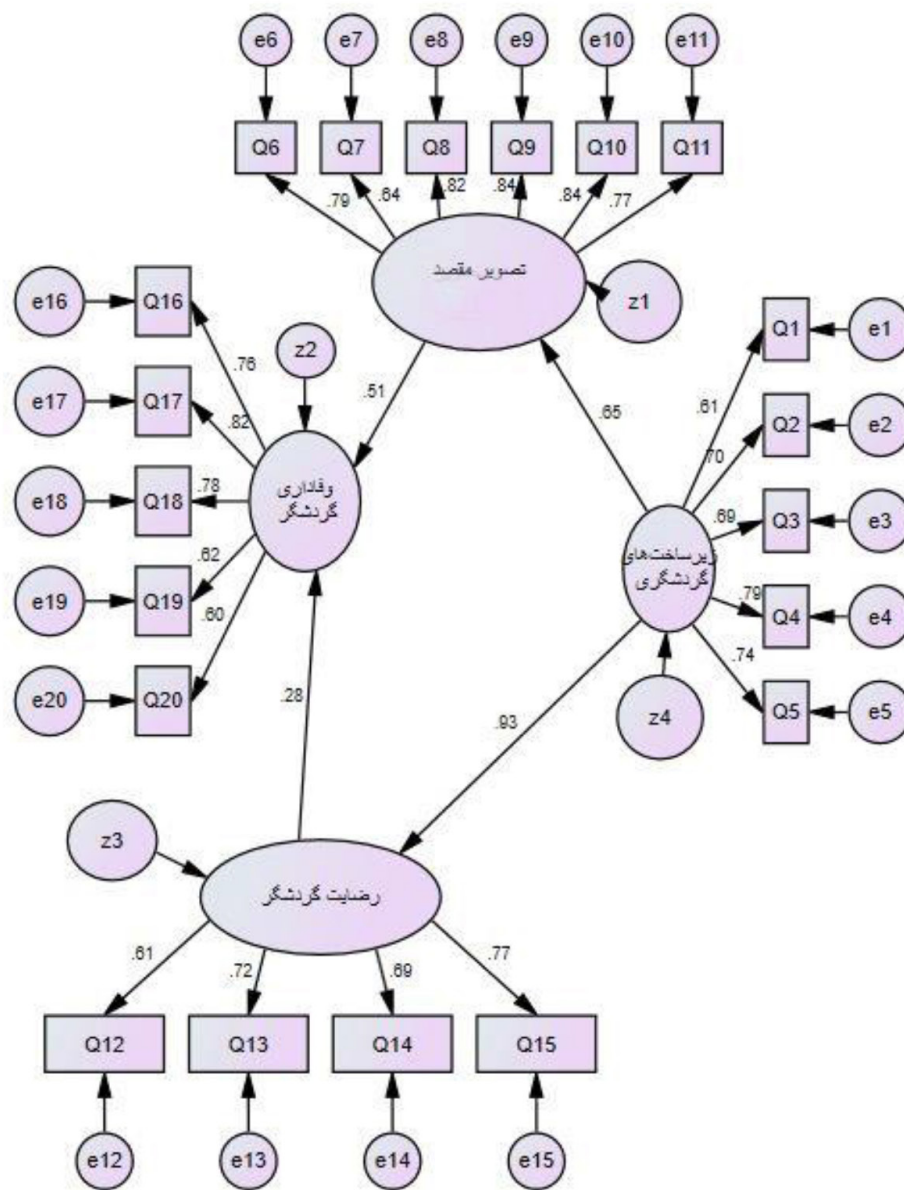 e6 e7 e8 e9 e10 e11
Q6 Q7 Q8 Q9 Q10 Q11
.79 .64 .82 .84 .84 .77
تصویر مقصد
z1
e16 Q16
e17 Q17
e18 Q18
e19 Q19
e20 Q20
.76
.82
.78
.62
.60
z2
وفاداری
گردشگر
.51
.65
Q1 e1
Q2 e2
Q3 e3
Q4 e4
Q5 e5
.61
.70
.69
.79
.74
زیرساخت‌های
گردشگری
z4
.28
.93
z3
رضایت گردشگر
.61 .72 .69 .77
Q12 Q13 Q14 Q15
e12 e13 e14 e15